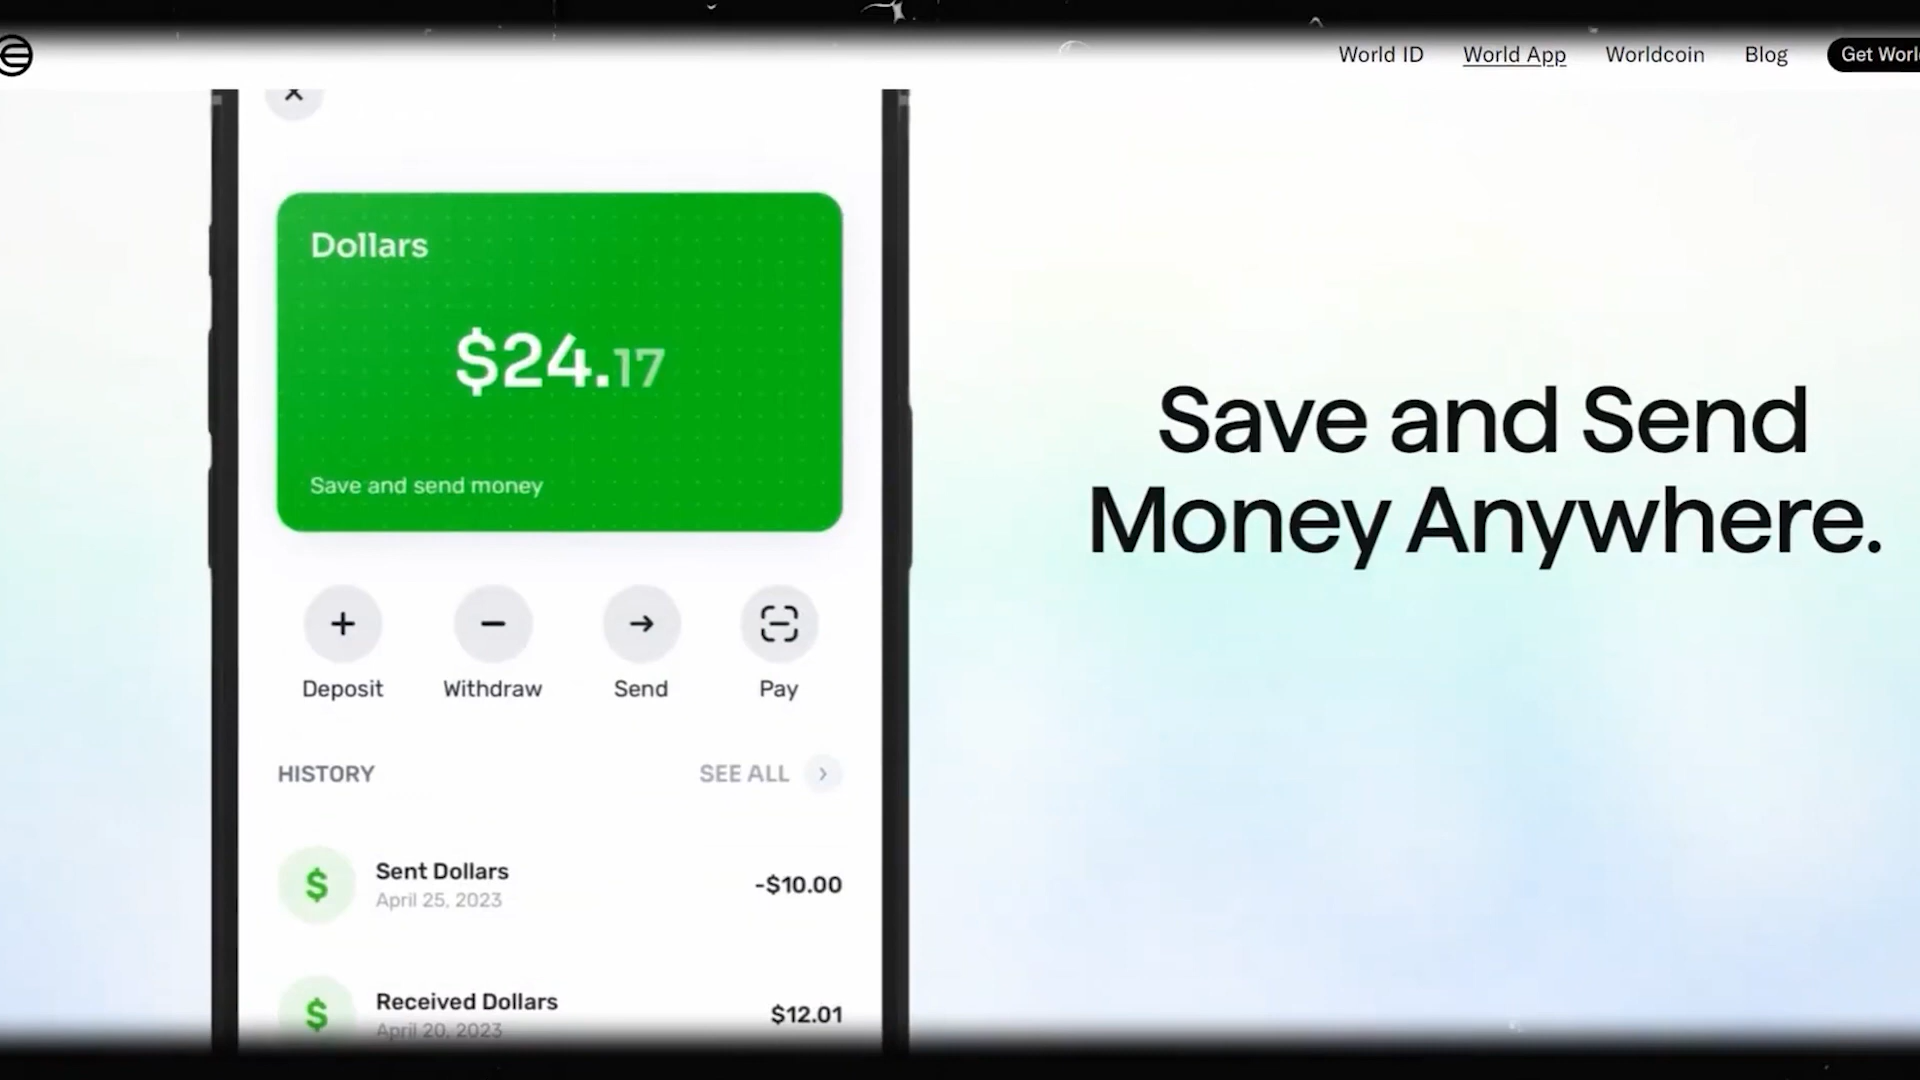 World ID
World App
Worldcoin
Blog
Get Worl
Dollars
$24.17
Save and send money
Deposit
Withdraw
Send
Pay
HISTORY
SEE ALL
Sent Dollars
April 25, 2023
-$10.00
Received Dollars
April 20, 2023
$12.01
Save and Send
Money Anywhere.